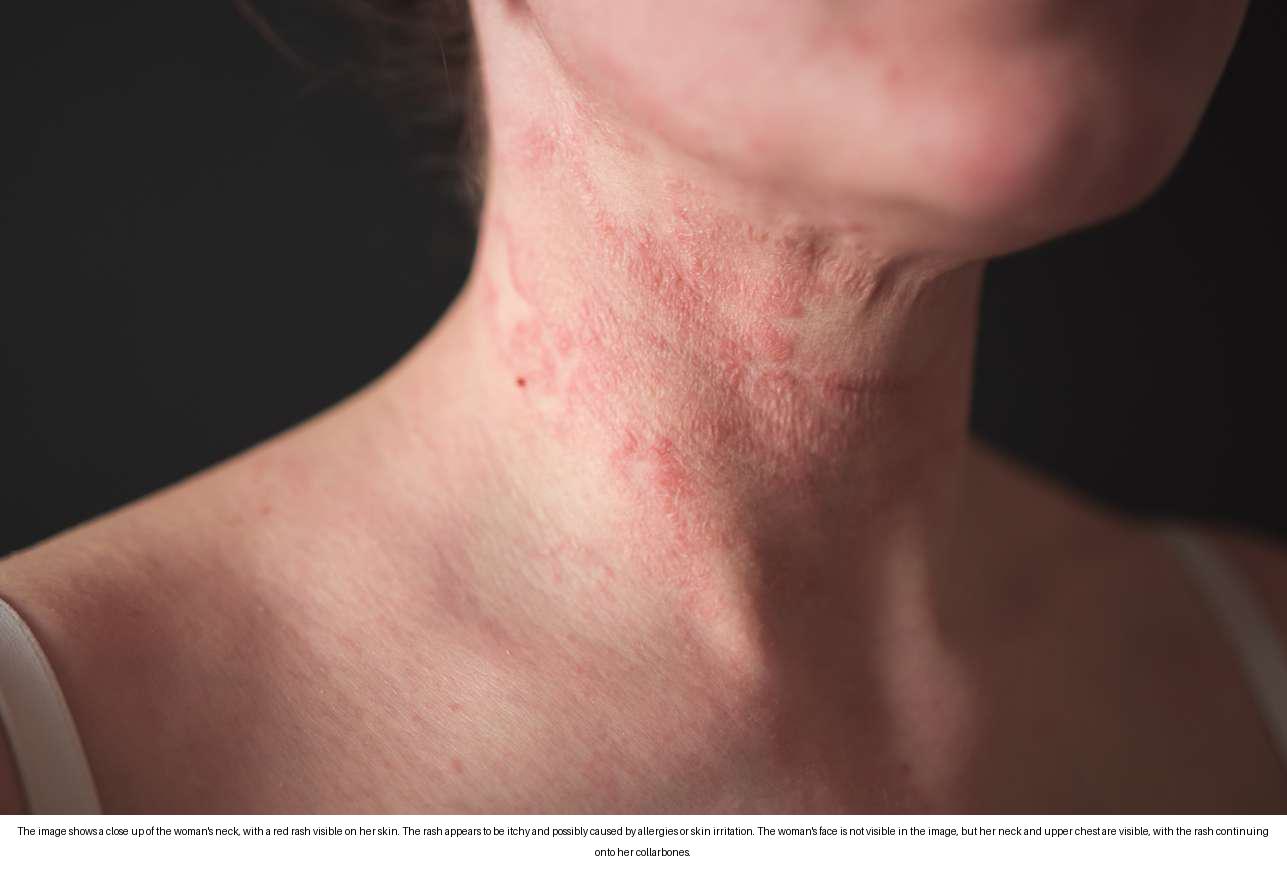 The image shows a close up of the woman's neck, with a red rash visible on her skin. The rash appears to be itchy and possibly caused by allergies or skin irritation. The woman's face is not visible in the image, but her neck and upper chest are visible, with the rash continuing
onto her collarbones.